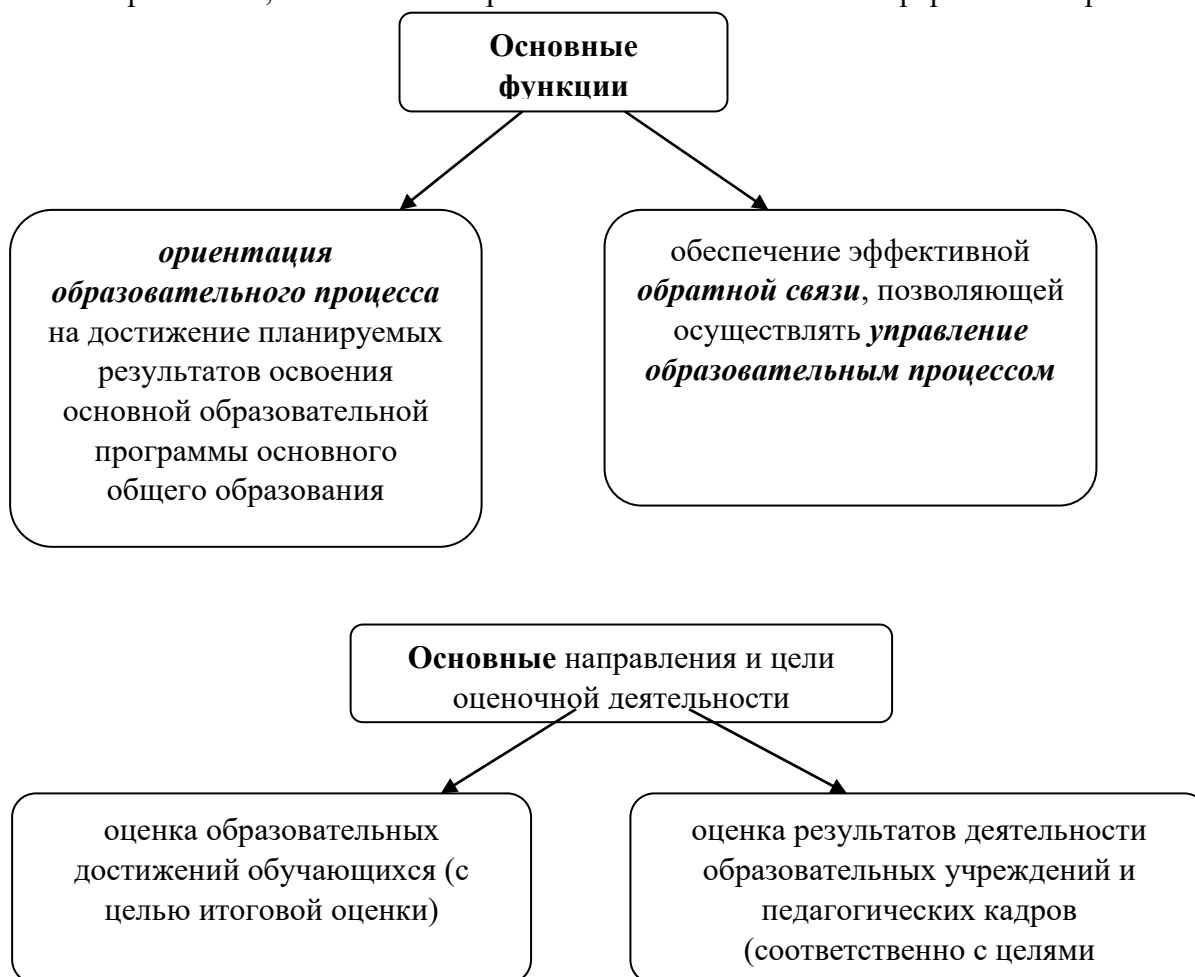 Основные
функции
ориентация
образовательного процесса
на достижение планируемых
результатов освоения
основной образовательной
программы основного
общего образования
обеспечение эффективной
обратной связи, позволяющей
осуществлять управление
образовательным процессом
Основные направления и цели
оценочной деятельности
оценка образовательных
достижений обучающихся (с
целью итоговой оценки)
оценка результатов деятельности
образовательных учреждений и
педагогических кадров
(соответственно с целями